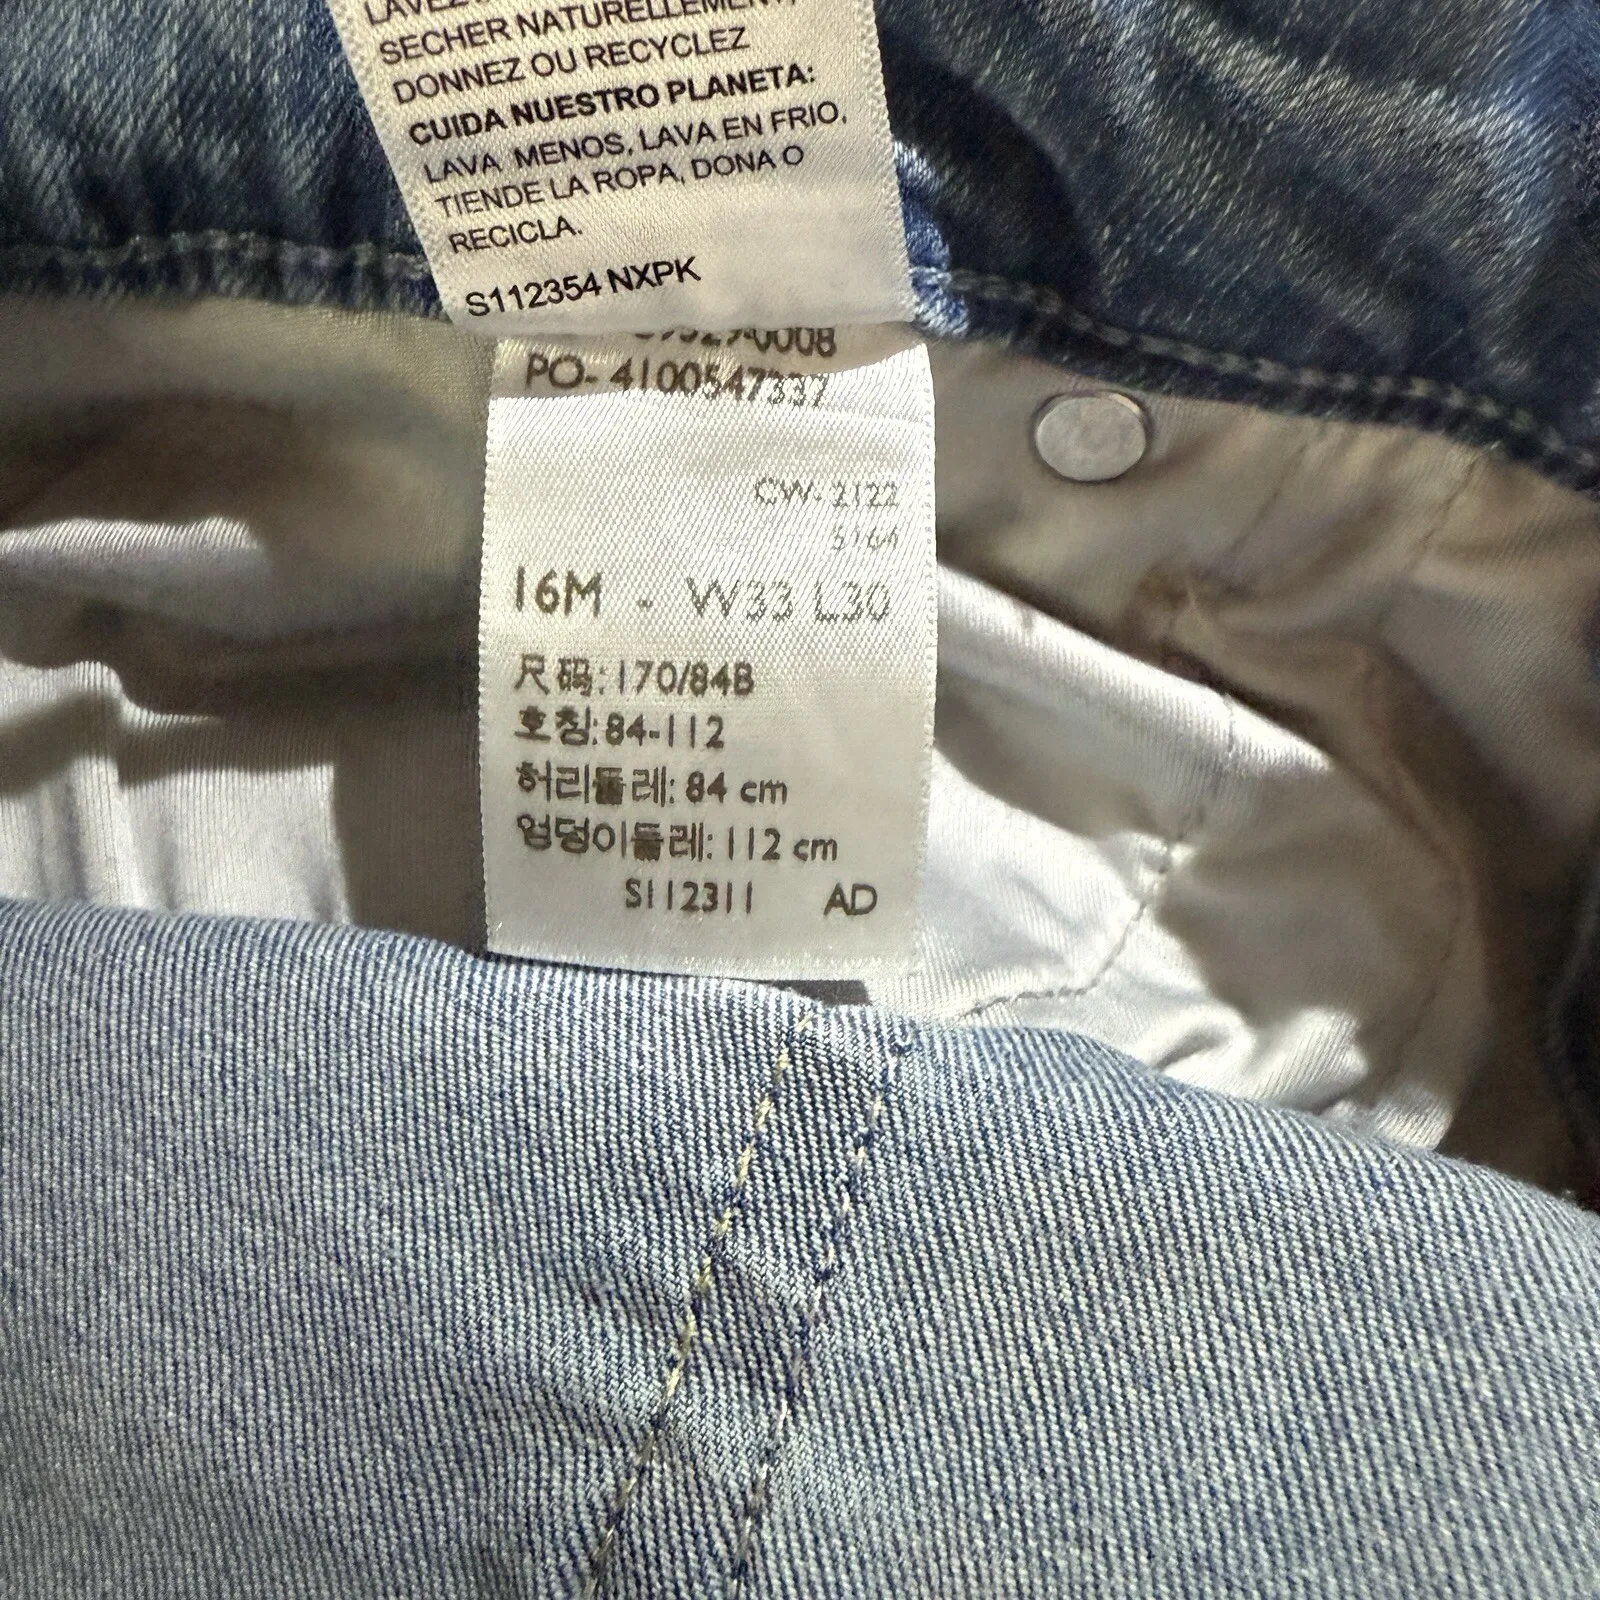 SECHER NATURELLEMENT,
DONNEZ OU RECYCLEZ
CUIDA NUESTRO PLANETA:
LAVA MENOS, LAVA EN FRIO,
TIENDE LA ROPA, DONA O
RECICLA.
S112354 NXPK
PO- 4100547337
CW- 2122
5164
16M - W33 L30
尺码: 170/84B
호칭: 84-112
허리둘레: 84 cm
엉덩이둘레: 112 cm
S112311 AD